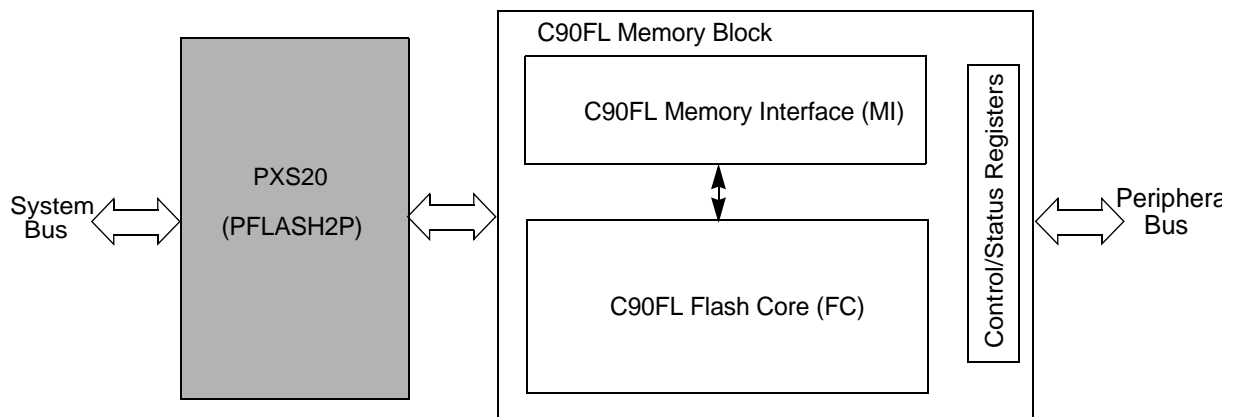 C90FL Memory Block
C90FL Memory Interface (MI)
PXS20
(PFLASH2P)
System
Bus
C90FL Flash Core (FC)
Control/Status Registers
Periphera
Bus